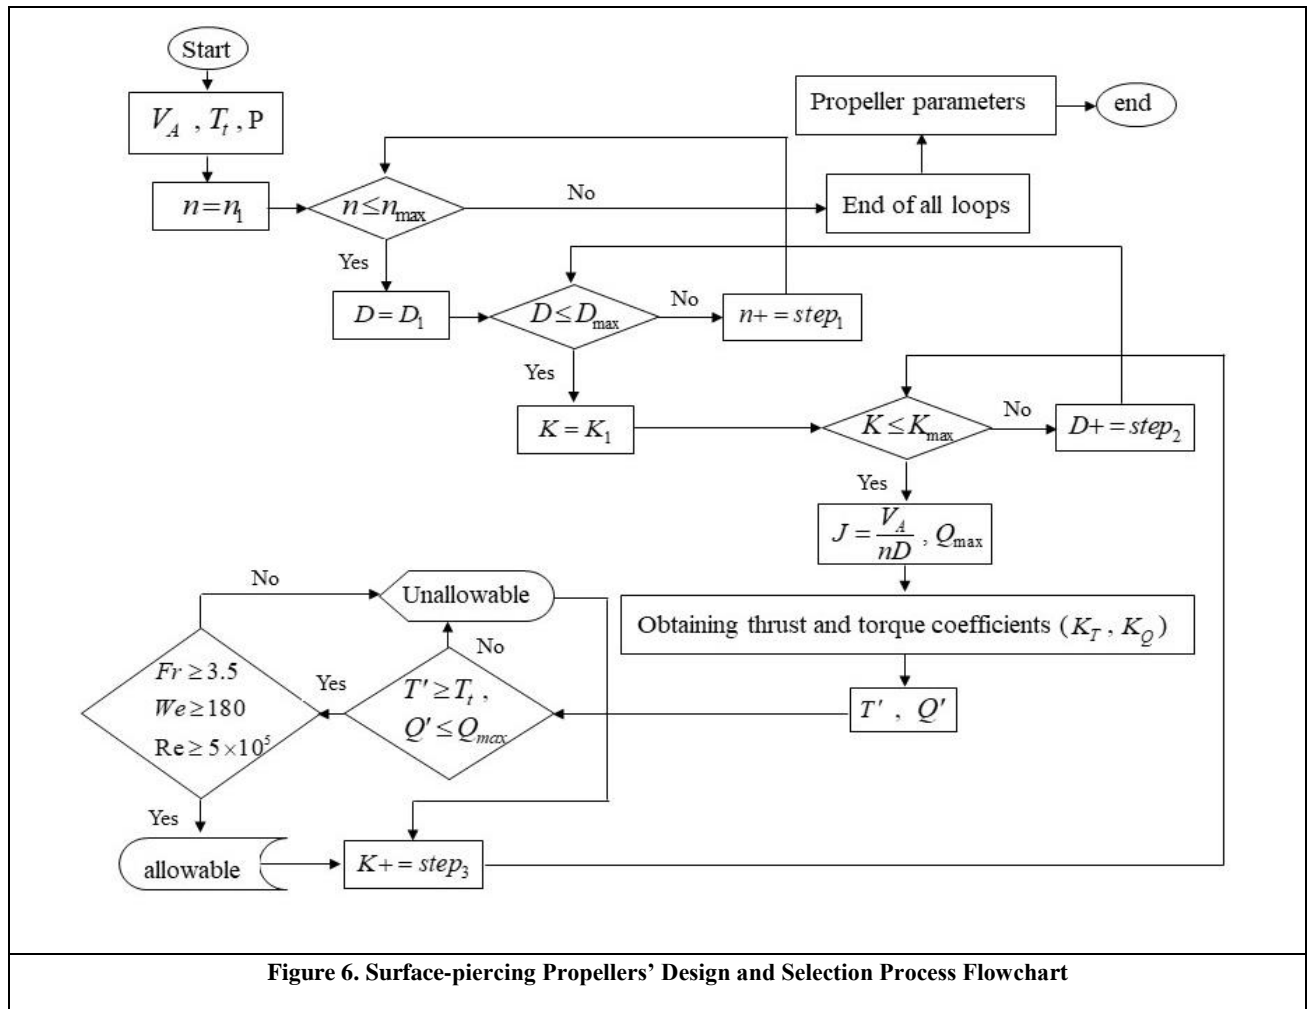 Start
V_A , T_t , P
n=n_1
n≤n_max
No
Yes
Propeller parameters
end
End of all loops
D=D_1
D≤D_max
No
n+=step_1
Yes
K=K_1
K≤K_max
No
D+=step_2
Yes
J=V_A/nD , Q_max
Obtaining thrust and torque coefficients (K_T , K_Q)
T' , Q'
T'≥T_t ,
Q'≤Q_max
No
Yes
Unallowable
No
Fr≥3.5
We≥180
Re≥5×10^5
Yes
allowable
K+=step_3
Figure 6. Surface-piercing Propellers’ Design and Selection Process Flowchart